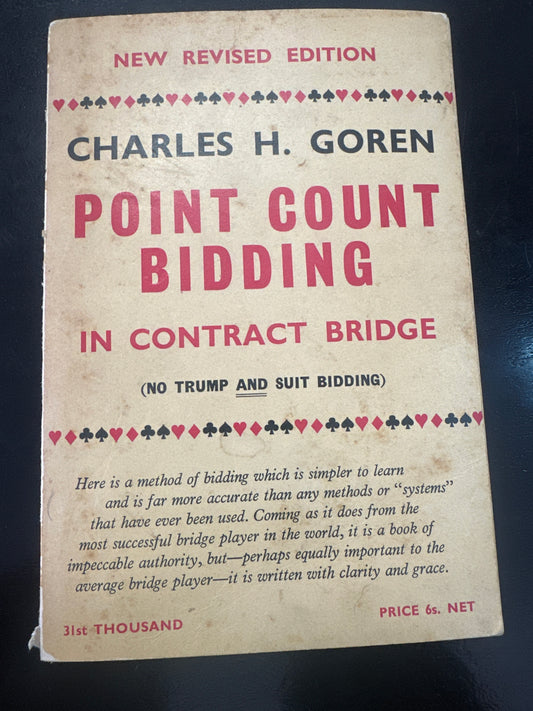 NEW REVISED EDITION
CHARLES H. GOREN
POINT COUNT
BIDDING
IN CONTRACT BRIDGE
(NO TRUMP AND SUIT BIDDING)
Here is a method of bidding which is simpler to learn
and is far more accurate than any methods or “systems”
that have ever been used. Coming as it does from the
most successful bridge player in the world, it is a book of
impeccable authority, but—perhaps equally important to the
average bridge player—it is written with clarity and grace.
31st THOUSAND
PRICE 6s. NET